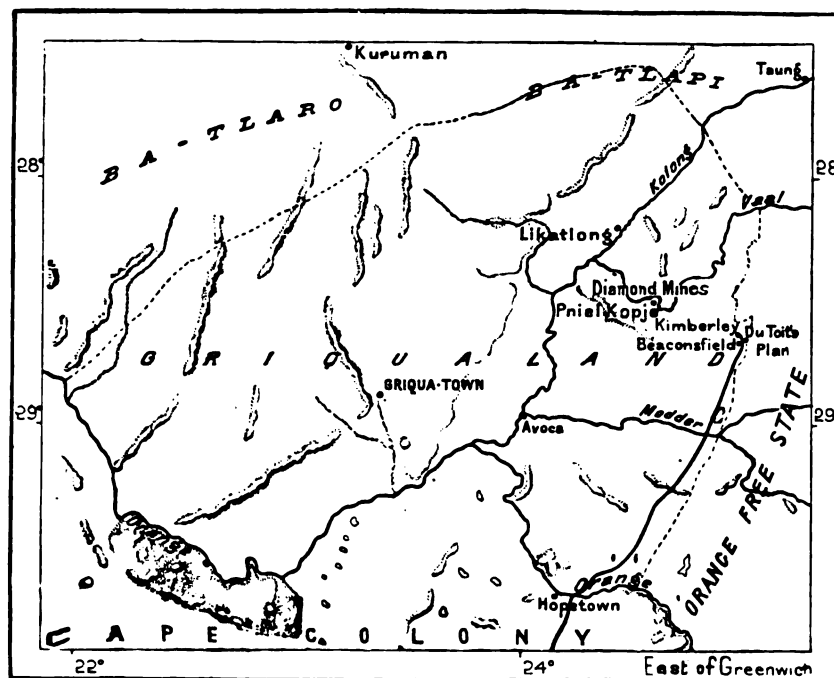 Kuruman
BA-TLAPI
Taung
BA-TLARO
28°
28
Kolong
Vaal
Likatlong
Diamond Mines
Pniel Kopje
Kimberley
Du Toit's
Beaconsfield
Plan
GRIQUALAND
GRIQUA-TOWN
29°
29
Avoca
Modder
ORANGE FREE STATE
Orange
Orange
Hopetown
CAPE COLONY
22°
24°
East of Greenwich